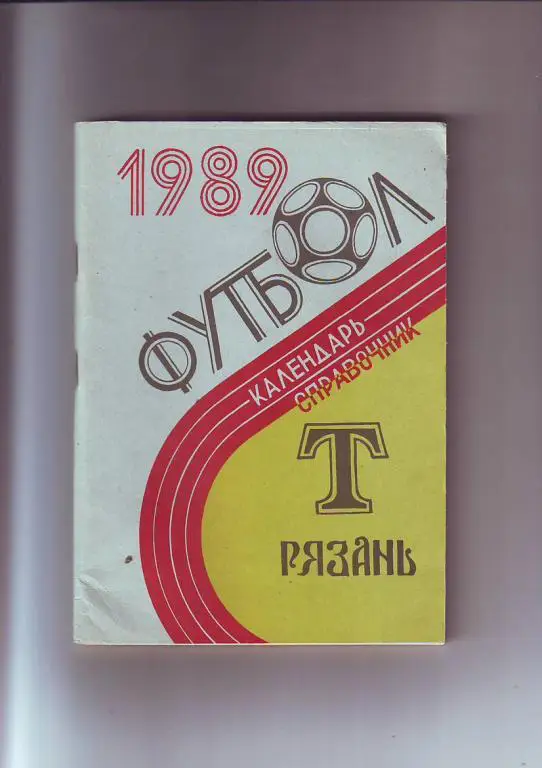 1989
ФУТБОЛ
КАЛЕНДАРЬ
СПРАВОЧНИК
Т
РЯЗАНЬ